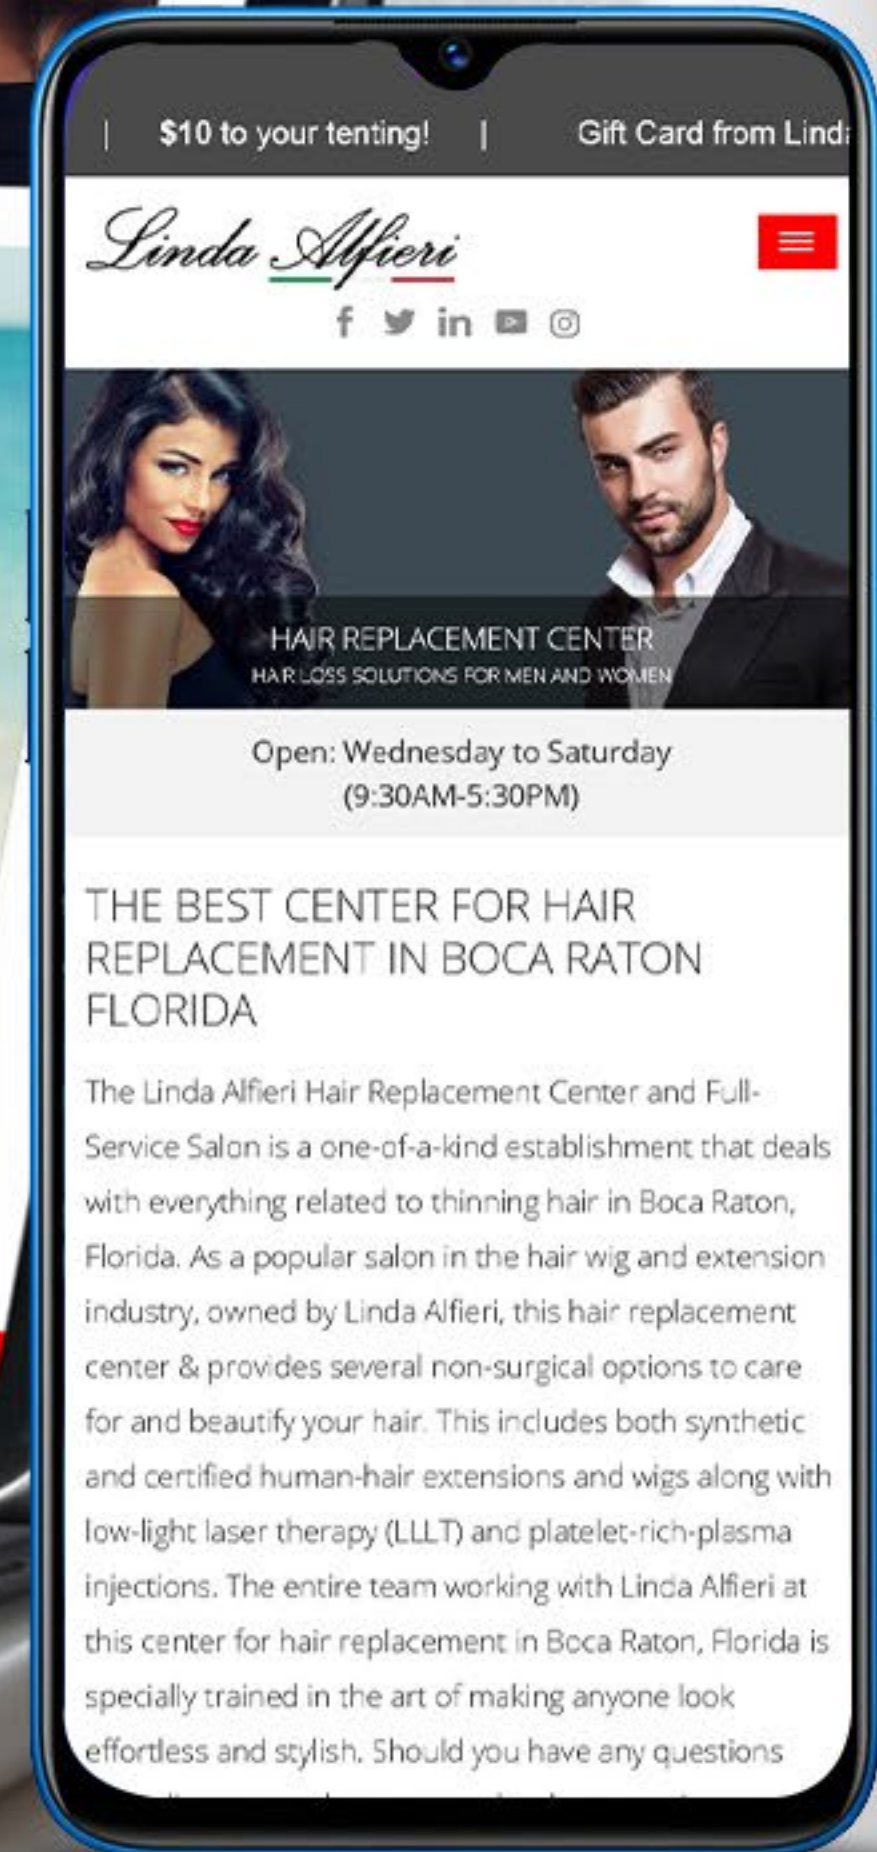 | $10 to your tenting! | Gift Card from Linda
Linda Alfieri
HAIR REPLACEMENT CENTER
HAIR LOSS SOLUTIONS FOR MEN AND WOMEN
Open: Wednesday to Saturday
(9:30AM-5:30PM)
THE BEST CENTER FOR HAIR
REPLACEMENT IN BOCA RATON
FLORIDA
The Linda Alfieri Hair Replacement Center and Full-
Service Salon is a one-of-a-kind establishment that deals
with everything related to thinning hair in Boca Raton,
Florida. As a popular salon in the hair wig and extension
industry, owned by Linda Alfieri, this hair replacement
center & provides several non-surgical options to care
for and beautify your hair. This includes both synthetic
and certified human-hair extensions and wigs along with
low-light laser therapy (LLLT) and platelet-rich-plasma
injections. The entire team working with Linda Alfieri at
this center for hair replacement in Boca Raton, Florida is
specially trained in the art of making anyone look
effortless and stylish. Should you have any questions